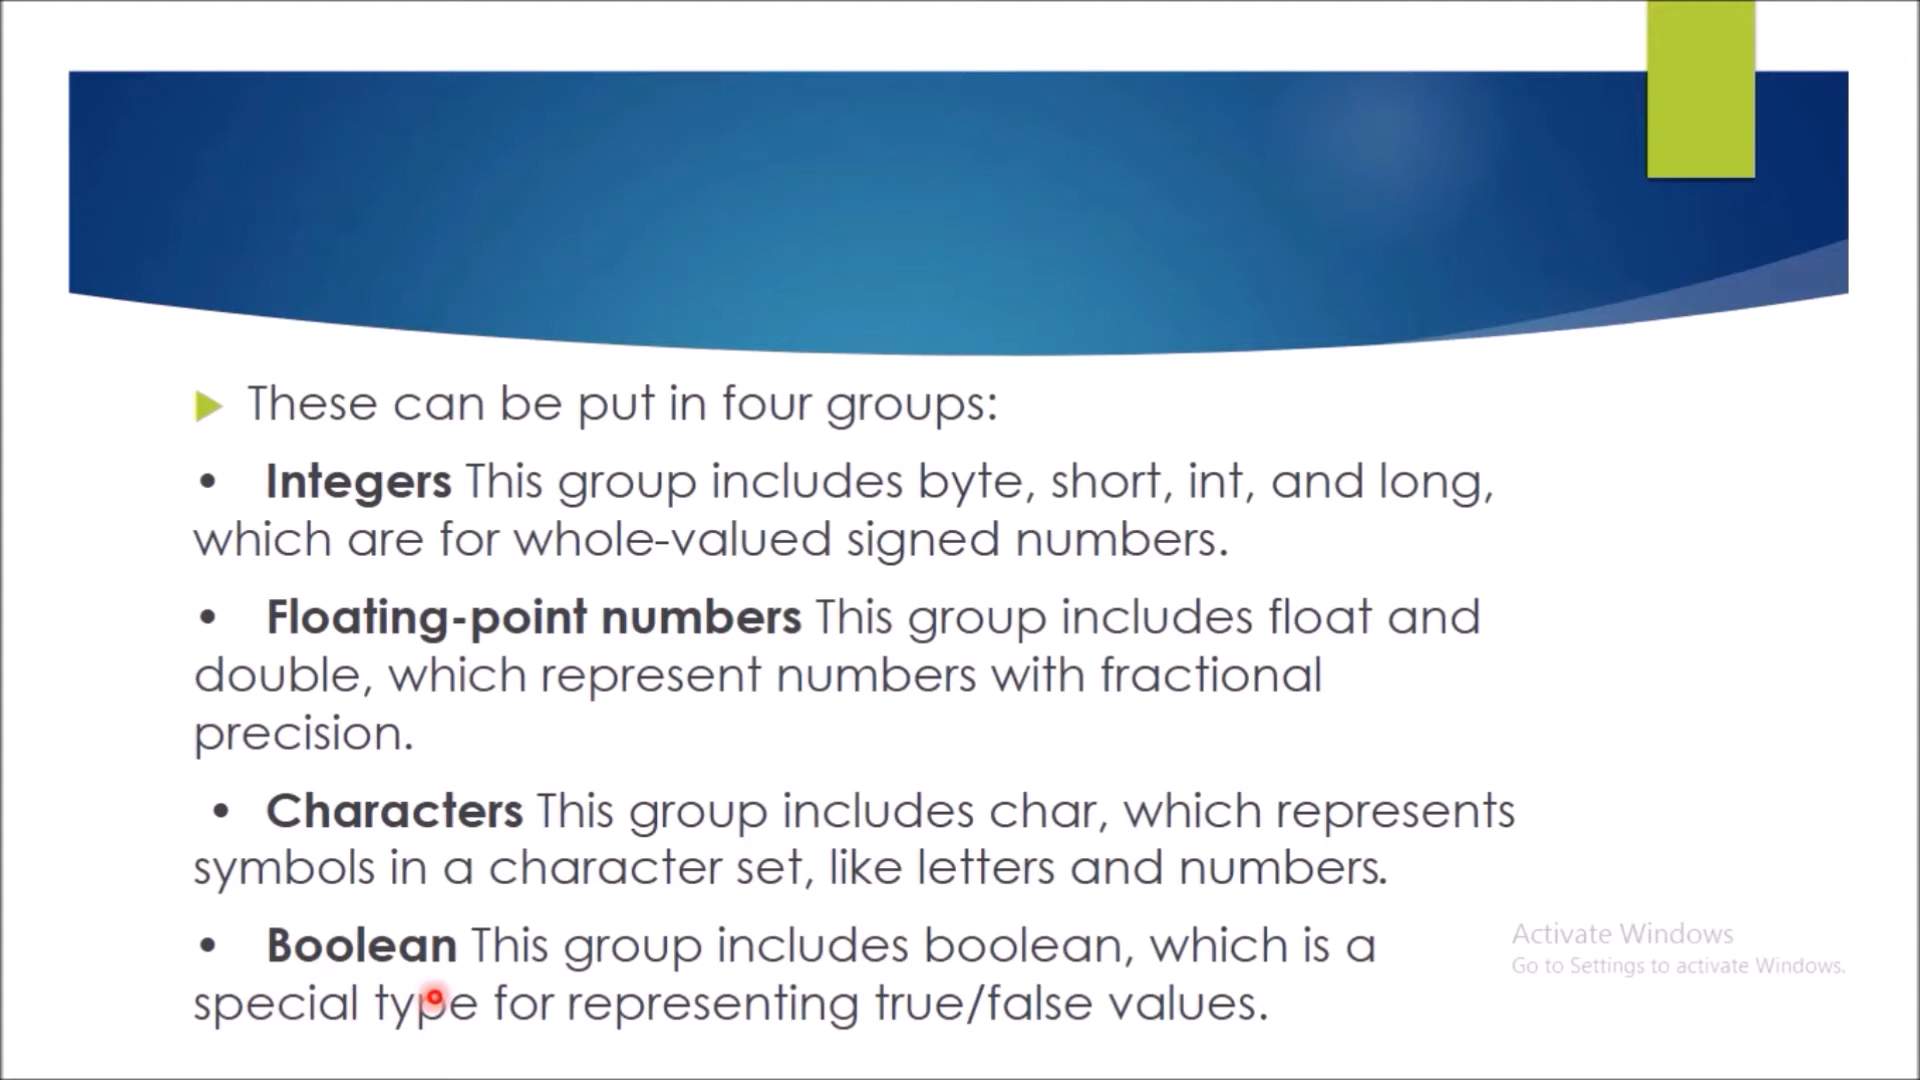 These can be put in four groups:
• Integers This group includes byte, short, int, and long,
which are for whole-valued signed numbers.
• Floating-point numbers This group includes float and
double, which represent numbers with fractional
precision.
• Characters This group includes char, which represents
symbols in a character set, like letters and numbers.
• Boolean This group includes boolean, which is a
special type for representing true/false values.
Activate Windows
Go to Settings to activate Windows.